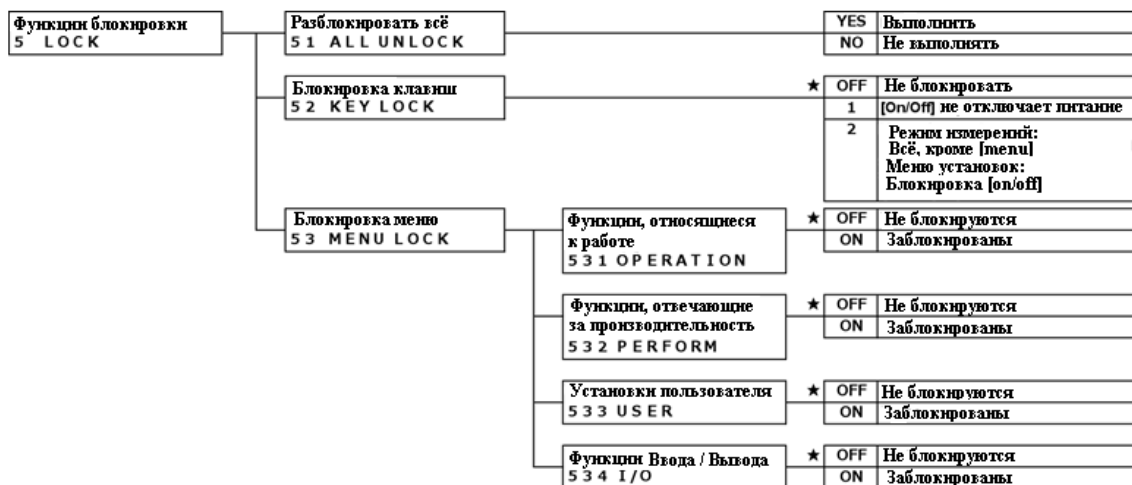 Функции блокировки
5 LOCK
Разблокировать всё
51 ALL UNLOCK
YES Выполнить
NO Не выполнять
Блокировка клавиш
52 KEY LOCK
★ OFF Не блокировать
1 [On/Off] не отключает питание
2 Режим измерений:
Всё, кроме [menu]
Меню установок:
Блокировка [on/off]
Блокировка меню
53 MENU LOCK
Функции, относящиеся
к работе
531 OPERATION
★ OFF Не блокируются
ON Заблокированы
Функции, отвечающие
за производительность
532 PERFORM
★ OFF Не блокируются
ON Заблокированы
Установки пользователя
533 USER
★ OFF Не блокируются
ON Заблокированы
Функции Ввода / Вывода
534 I/O
★ OFF Не блокируются
ON Заблокированы